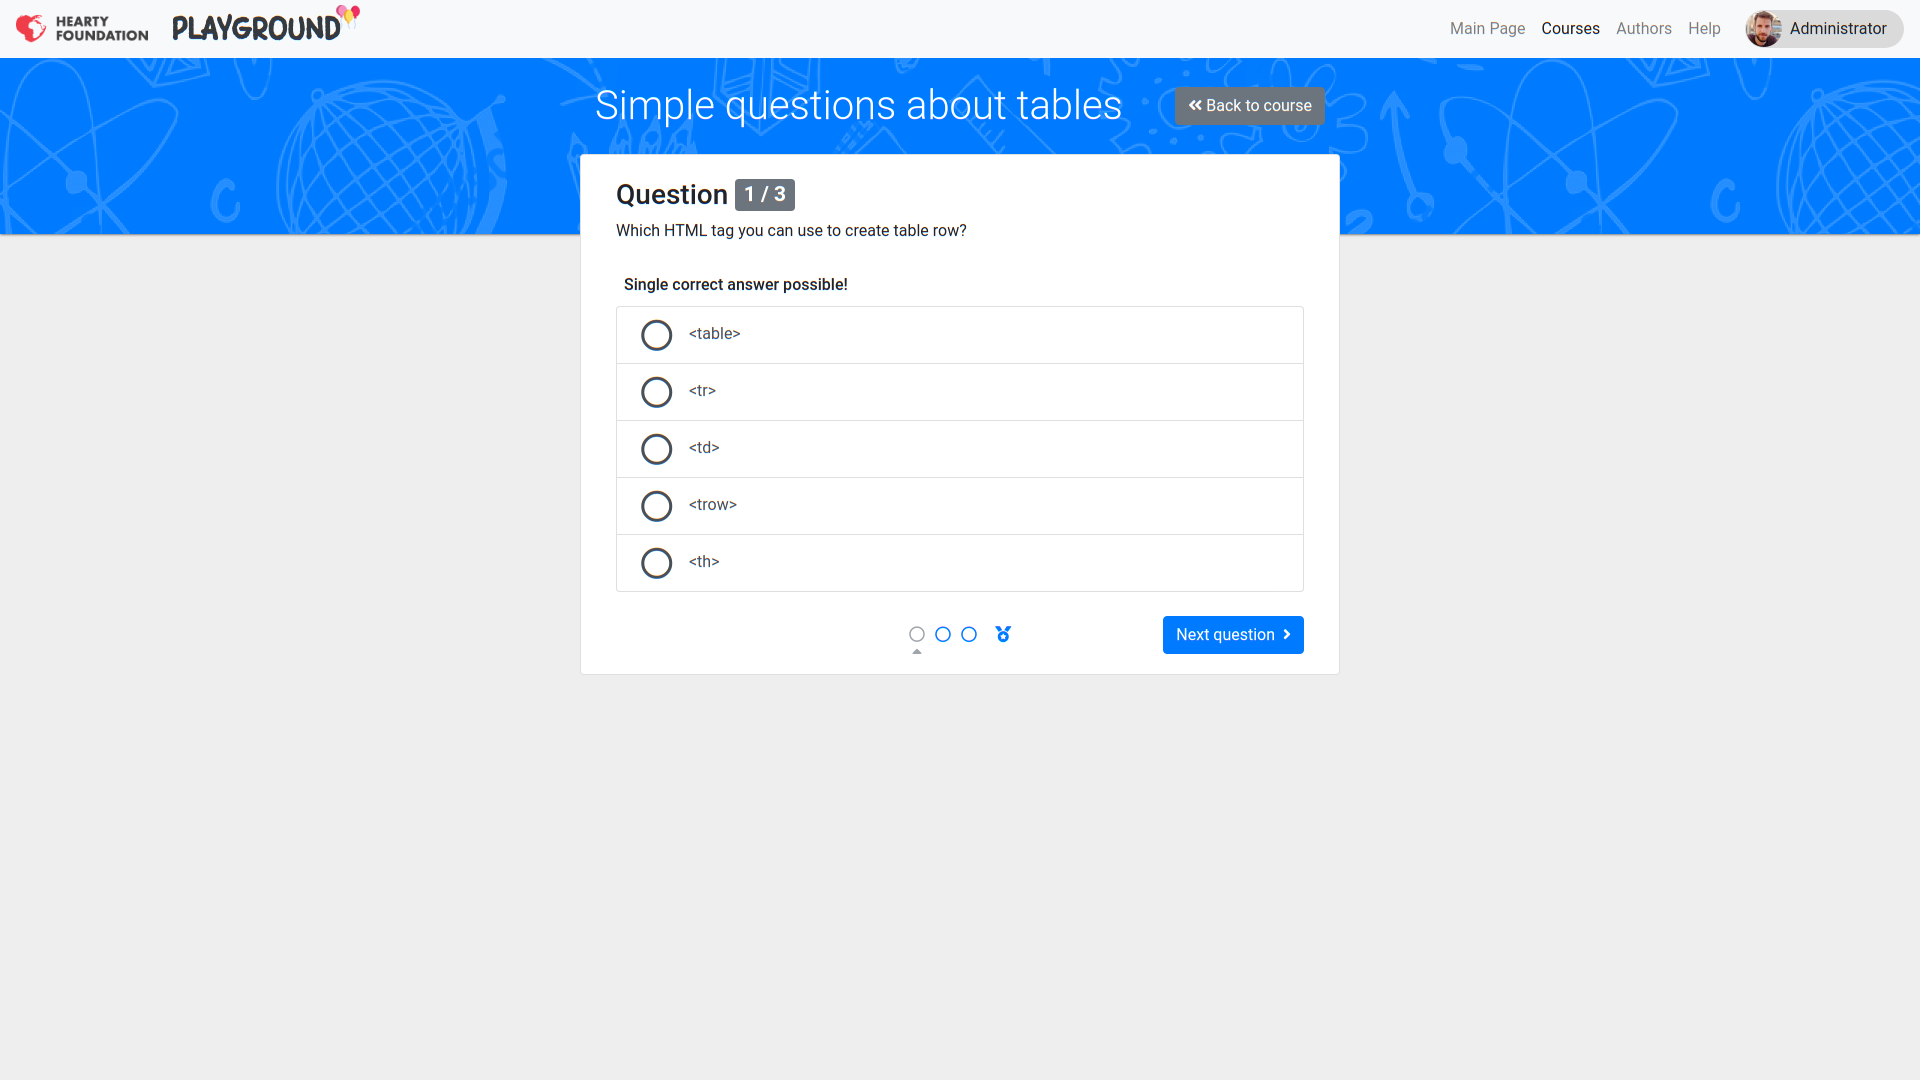 HEARTY FOUNDATION
PLAYGROUND
Main Page
Courses
Authors
Help
Administrator
Simple questions about tables
Back to course
Question 1 / 3
Which HTML tag you can use to create table row?
Single correct answer possible!
<table>
<tr>
<td>
<trow>
<th>
Next question